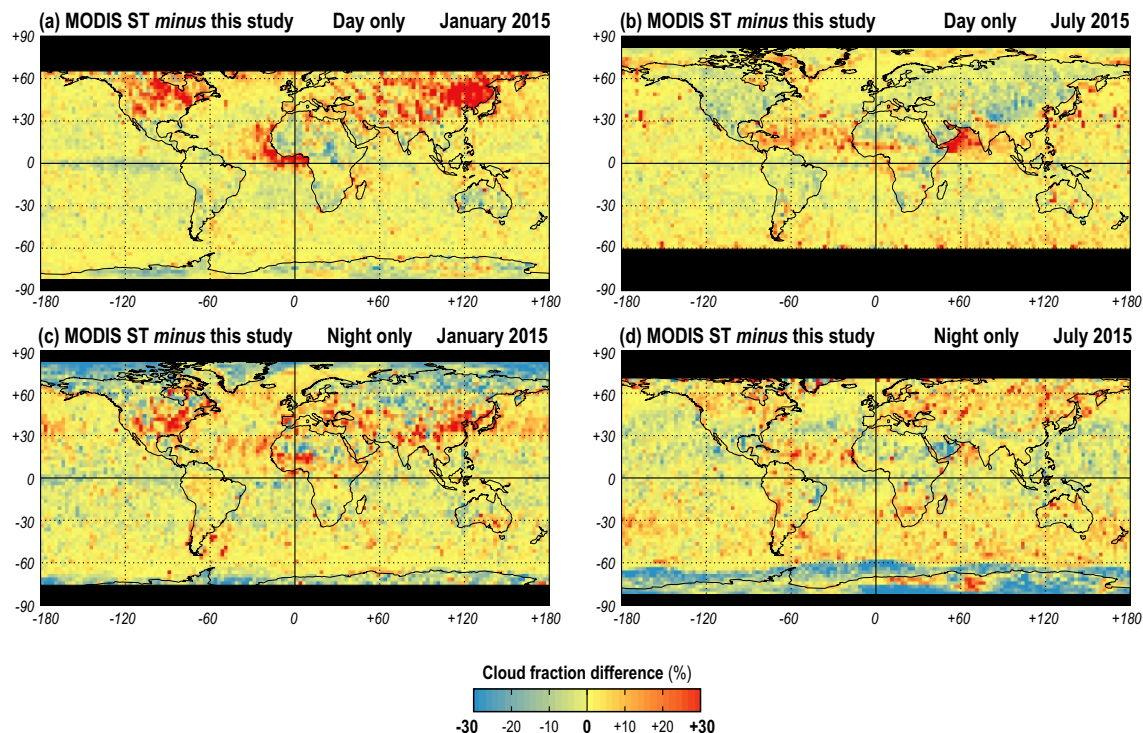 (a) MODIS ST minus this study Day only January 2015
+90
+60
+30
0
-30
-60
-90
-180 -120 -60 0 +60 +120 +180
(b) MODIS ST minus this study Day only July 2015
+90
+60
+30
0
-30
-60
-90
-180 -120 -60 0 +60 +120 +180
(c) MODIS ST minus this study Night only January 2015
+90
+60
+30
0
-30
-60
-90
-180 -120 -60 0 +60 +120 +180
(d) MODIS ST minus this study Night only July 2015
+90
+60
+30
0
-30
-60
-90
-180 -120 -60 0 +60 +120 +180
Cloud fraction difference (%)
-30 -20 -10 0 +10 +20 +30